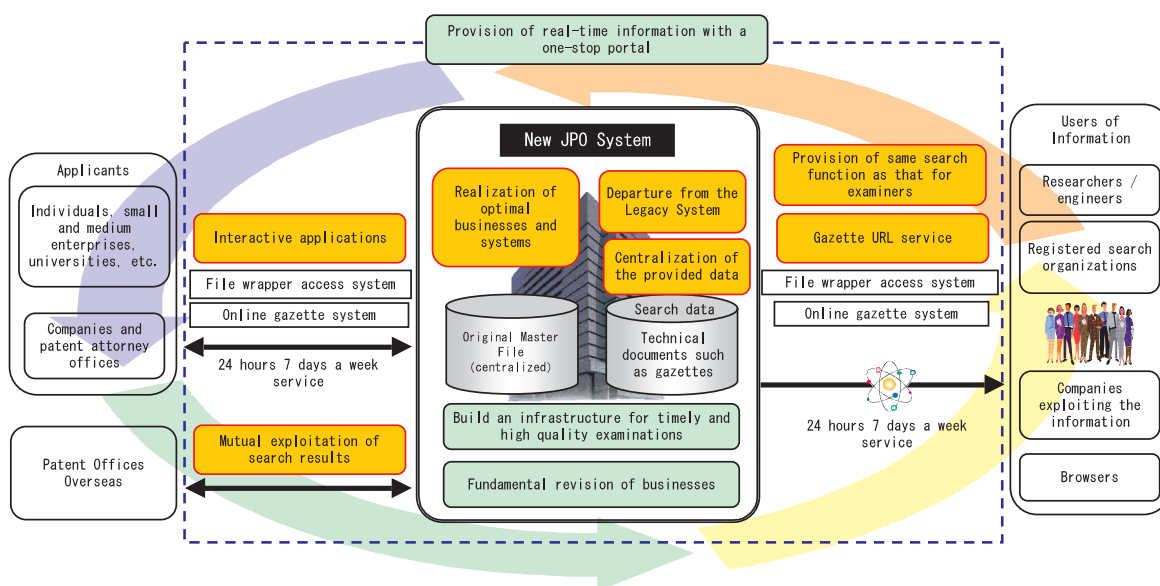 Provision of real-time information with a
one-stop portal
New JPO System
Applicants
Individuals, small
and medium
enterprises,
universities, etc.
Companies and
patent attorney
offices
Patent Offices
Overseas
Interactive applications
File wrapper access system
Online gazette system
24 hours 7 days a week
service
Mutual exploitation of
search results
Realization of
optimal
businesses and
systems
Departure from the
Legacy System
Centralization of
the provided data
Original Master
File
(centralized)
Search data
Technical
documents such
as gazettes
Build an infrastructure for timely and
high quality examinations
Fundamental revision of businesses
Provision of same search
function as that for
examiners
Gazette URL service
File wrapper access system
Online gazette system
24 hours 7 days a week
service
Users of
Information
Researchers /
engineers
Registered search
organizations
Companies
exploiting the
information
Browsers